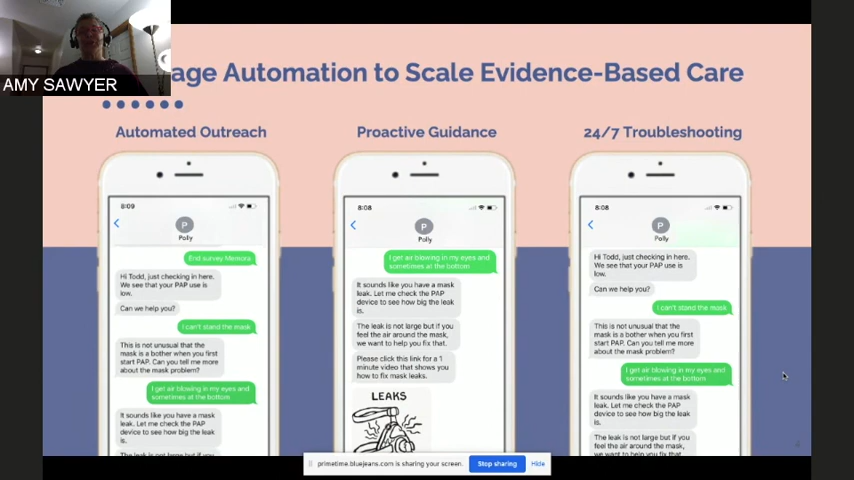 AMY SAWYER
age Automation to Scale Evidence-Based Care
Automated Outreach
8:09
P
Polly
End survey Memora
Hi Todd, just checking in here.
We see that your PAP use is
low.
Can we help you?
I can't stand the mask
This is not unusual that the
mask is a bother when you first
start PAP. Can you tell me more
about the mask problem?
I get air blowing in my eyes and
sometimes at the bottom
It sounds like you have a mask
leak. Let me check the PAP
device to see how big the leak
is.
The leak is not large but if you
Proactive Guidance
8:08
P
Polly
I get air blowing in my eyes and
sometimes at the bottom
It sounds like you have a mask
leak. Let me check the PAP
device to see how big the leak
is.
The leak is not large but if you
feel the air around the mask,
we want to help you fix that.
Please click this link for a 1
minute video that shows you
how to fix mask leaks.
LEAKS
24/7 Troubleshooting
8:08
P
Polly
Hi Todd, just checking in here.
We see that your PAP use is
low.
Can we help you?
I can't stand the mask
This is not unusual that the
mask is a bother when you first
start PAP. Can you tell me more
about the mask problem?
I get air blowing in my eyes and
sometimes at the bottom
It sounds like you have a mask
leak. Let me check the PAP
device to see how big the leak
is.
The leak is not large but if you
feel the air around the mask,
primetime.bluejeans.com is sharing your screen.
Stop sharing
Hide